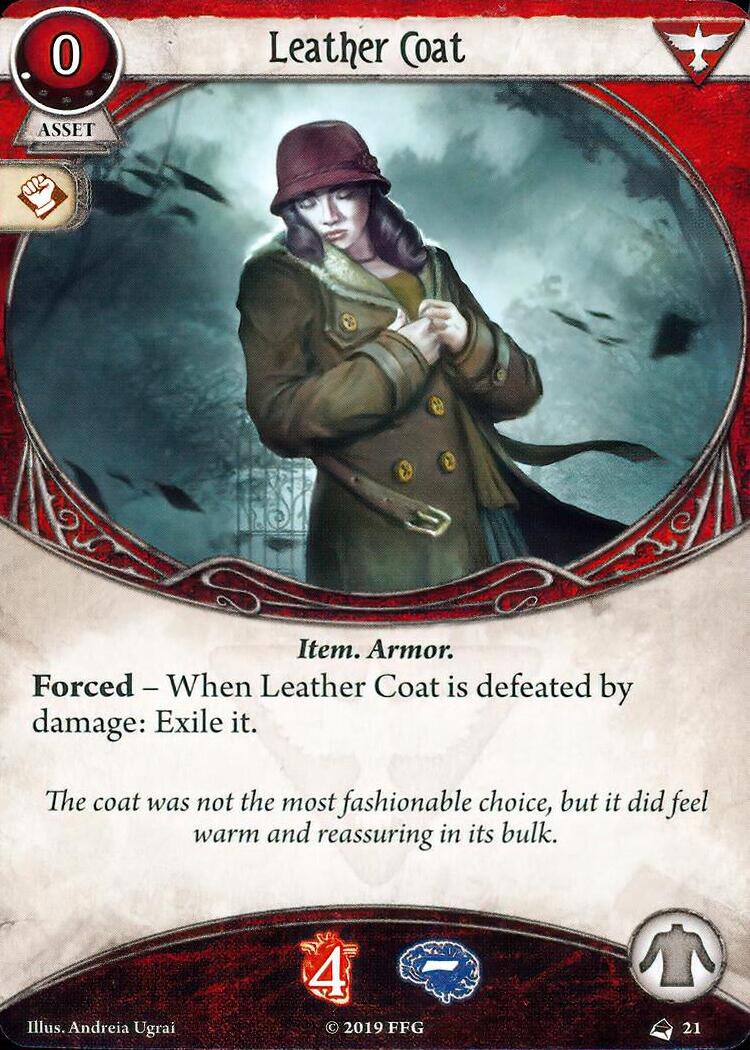 0
Leather Coat
ASSET
Item. Armor.
Forced – When Leather Coat is defeated by
damage: Exile it.
The coat was not the most fashionable choice, but it did feel
warm and reassuring in its bulk.
4
–
Illus. Andreia Ugrai
© 2019 FFG
21